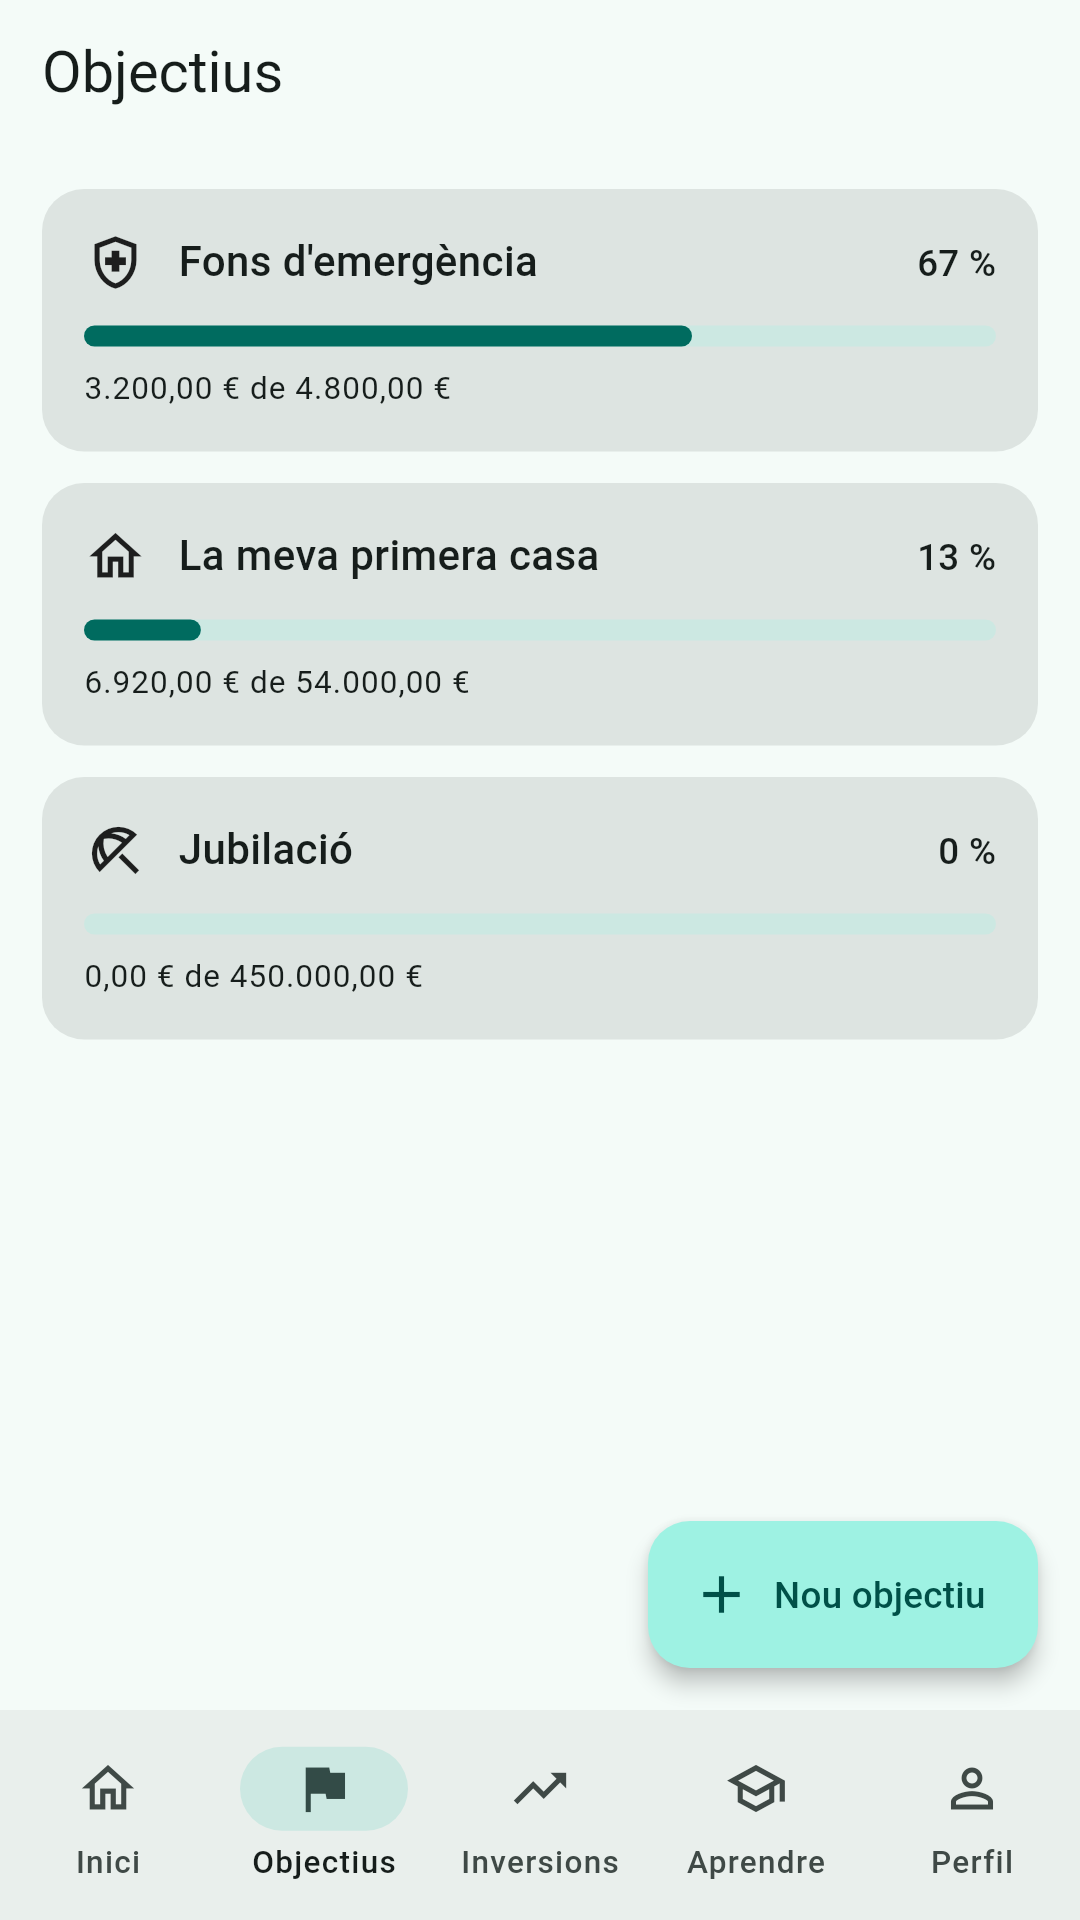 Objectius
Fons d'emergència
67 %
3.200,00 € de 4.800,00 €
La meva primera casa
13 %
6.920,00 € de 54.000,00 €
Jubilació
0 %
0,00 € de 450.000,00 €
Nou objectiu
Inici
Objectius
Inversions
Aprendre
Perfil